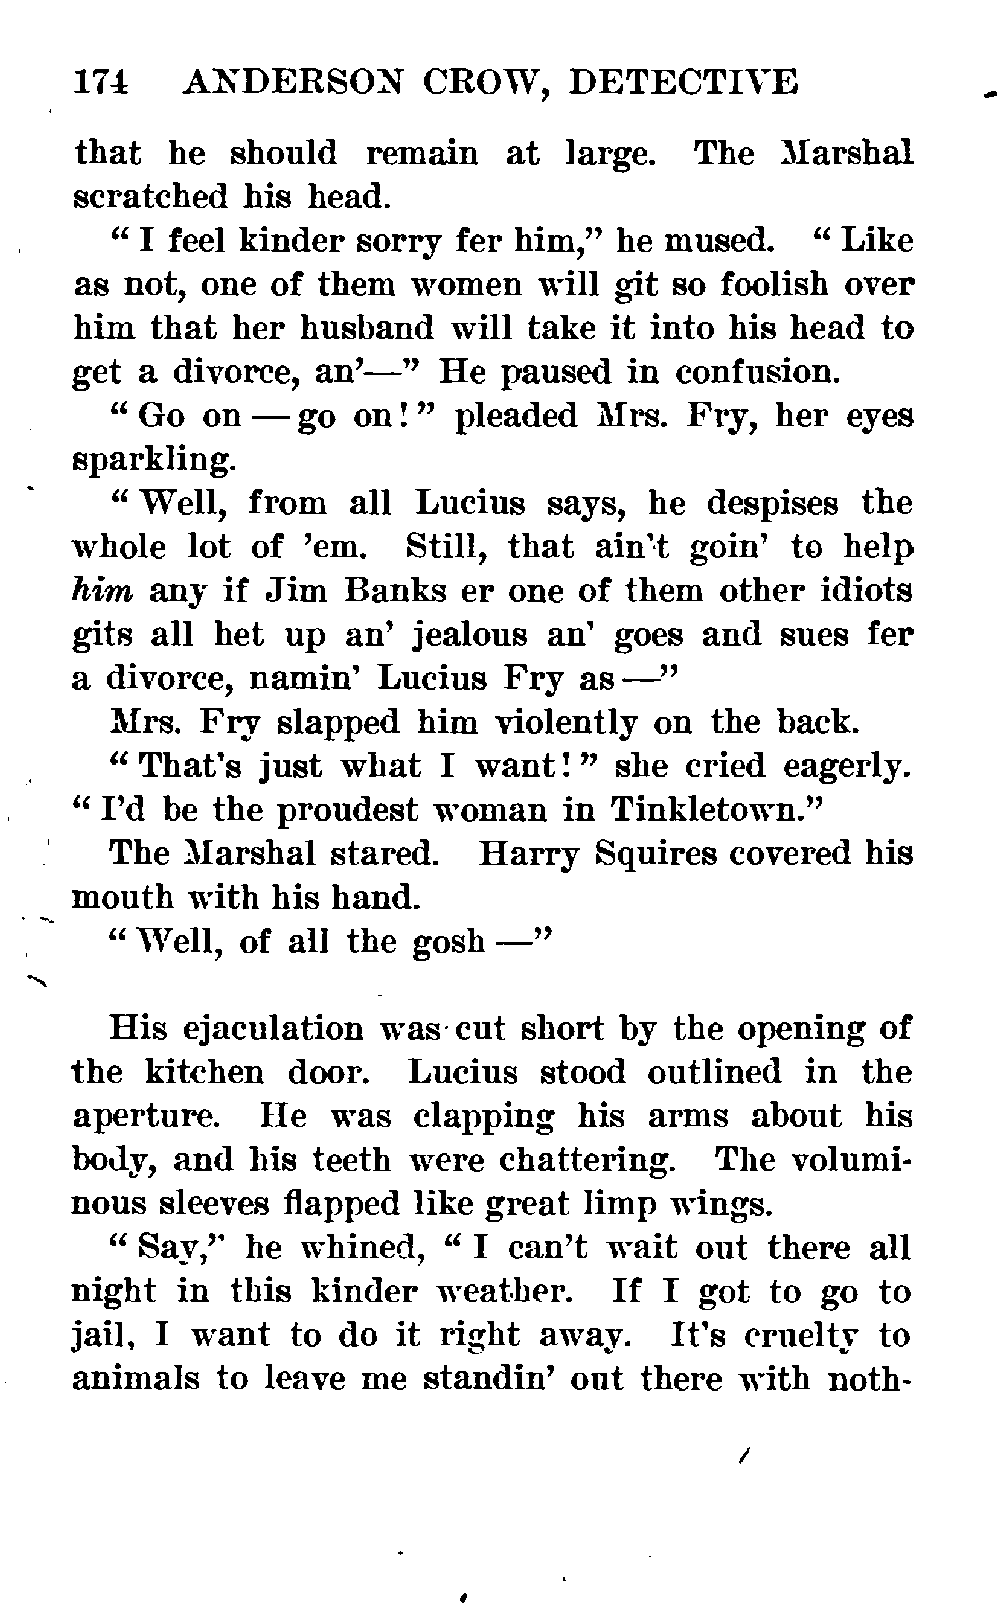 174 ANDERSON CROW, DETECTIVE
that he should remain at large. The Marshal
scratched his head.
“ I feel kinder sorry fer him,” he mused. “ Like
as not, one of them women will git so foolish over
him that her husband will take it into his head to
get a divorce, an’—” He paused in confusion.
“ Go on — go on! ” pleaded Mrs. Fry, her eyes
sparkling.
“ Well, from all Lucius says, he despises the
whole lot of ’em. Still, that ain’t goin’ to help
him any if Jim Banks er one of them other idiots
gits all het up an’ jealous an’ goes and sues fer
a divorce, namin’ Lucius Fry as —”
Mrs. Fry slapped him violently on the back.
“ That’s just what I want! ” she cried eagerly.
“ I’d be the proudest woman in Tinkletown.”
The Marshal stared. Harry Squires covered his
mouth with his hand.
“ Well, of all the gosh —”
His ejaculation was cut short by the opening of
the kitchen door. Lucius stood outlined in the
aperture. He was clapping his arms about his
body, and his teeth were chattering. The volumi-
nous sleeves flapped like great limp wings.
“ Say,” he whined, “ I can’t wait out there all
night in this kinder weather. If I got to go to
jail, I want to do it right away. It’s cruelty to
animals to leave me standin’ out there with noth-